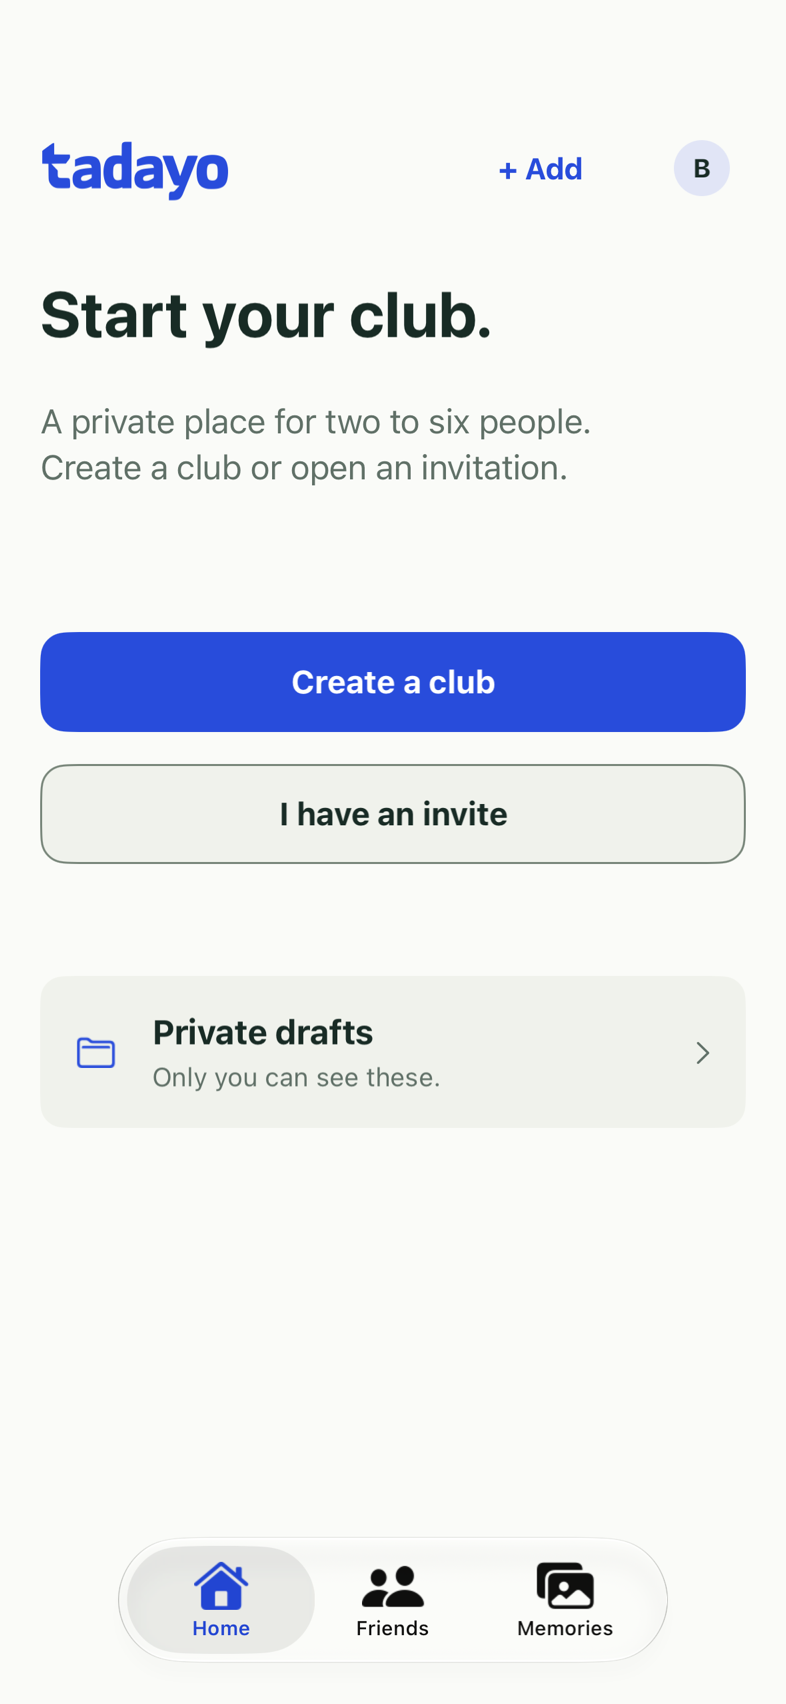 tadayo
+ Add
B
Start your club.
A private place for two to six people.
Create a club or open an invitation.
Create a club
I have an invite
Private drafts
Only you can see these.
Home
Friends
Memories